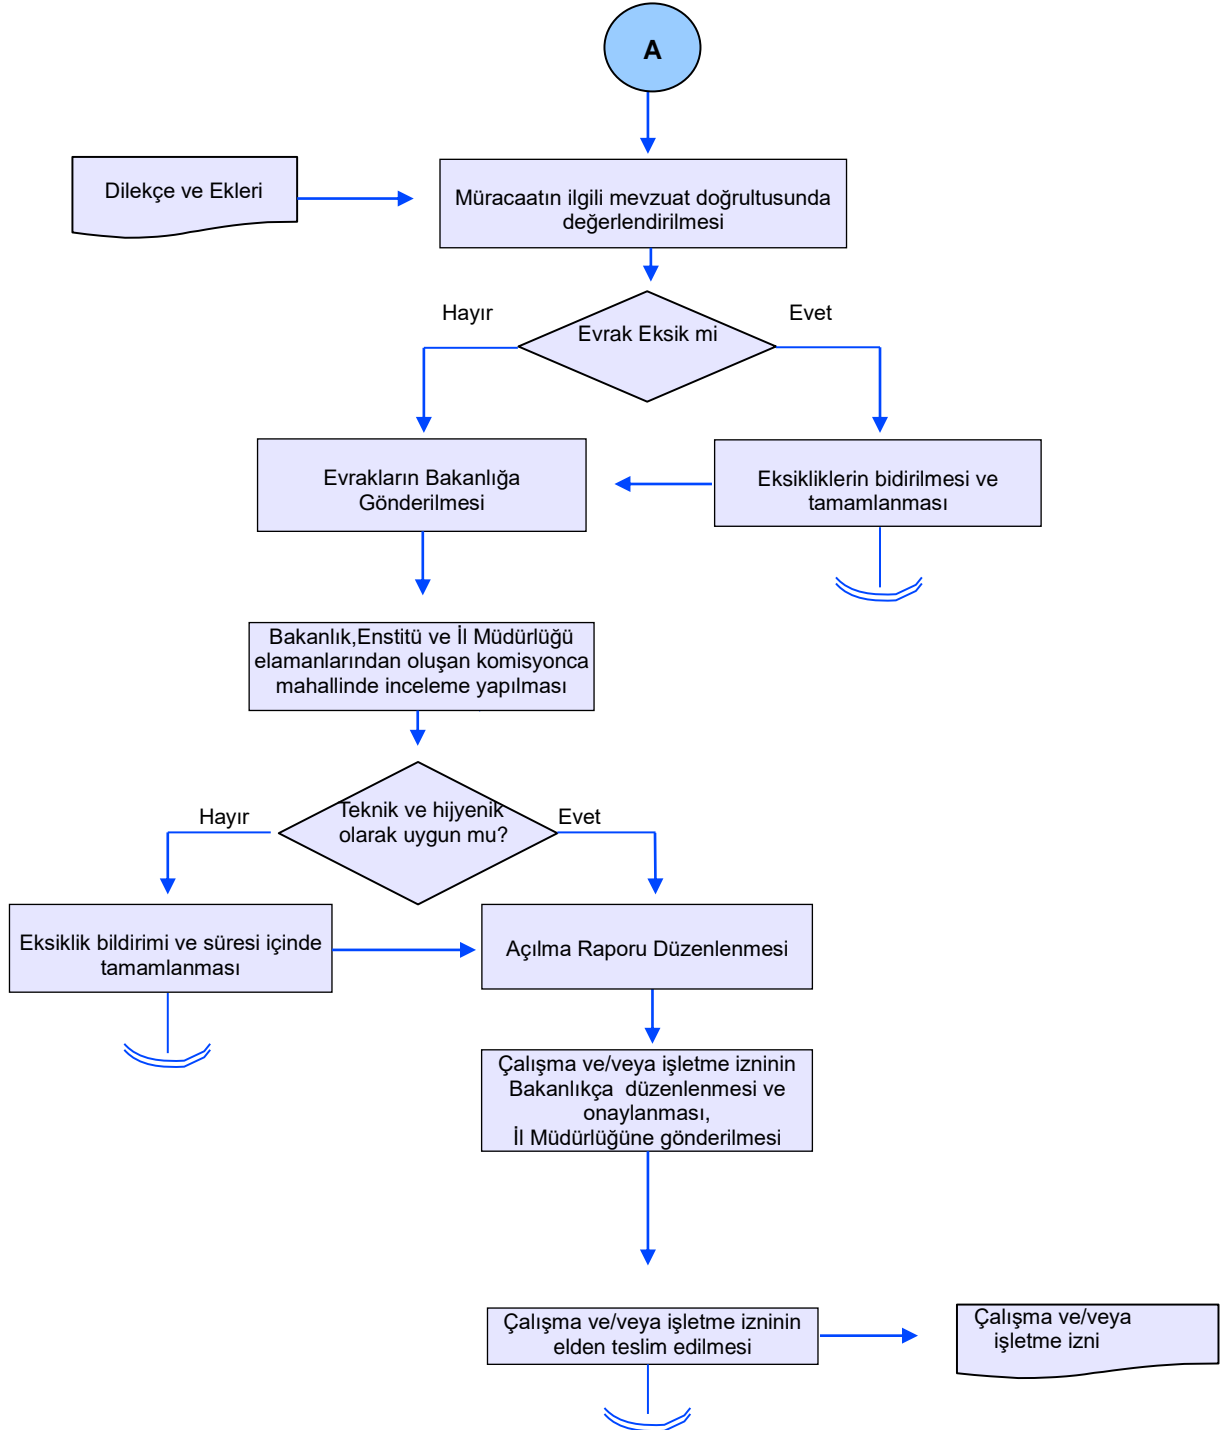 A
Dilekçe ve Ekleri
Müracaatın ilgili mevzuat doğrultusunda
değerlendirilmesi
Hayır
Evrak Eksik mi
Evet
Evrakların Bakanlığa
Gönderilmesi
Eksikliklerin bidirilmesi ve
tamamlanması
Bakanlık,Enstitü ve İl Müdürlüğü
elamanlarından oluşan komisyonca
mahallinde inceleme yapılması
Hayır
Teknik ve hijyenik
olarak uygun mu?
Evet
Eksiklik bildirimi ve süresi içinde
tamamlanması
Açılma Raporu Düzenlenmesi
Çalışma ve/veya işletme izninin
Bakanlıkça düzenlenmesi ve
onaylanması,
İl Müdürlüğüne gönderilmesi
Çalışma ve/veya işletme izninin
elden teslim edilmesi
Çalışma ve/veya
işletme izni